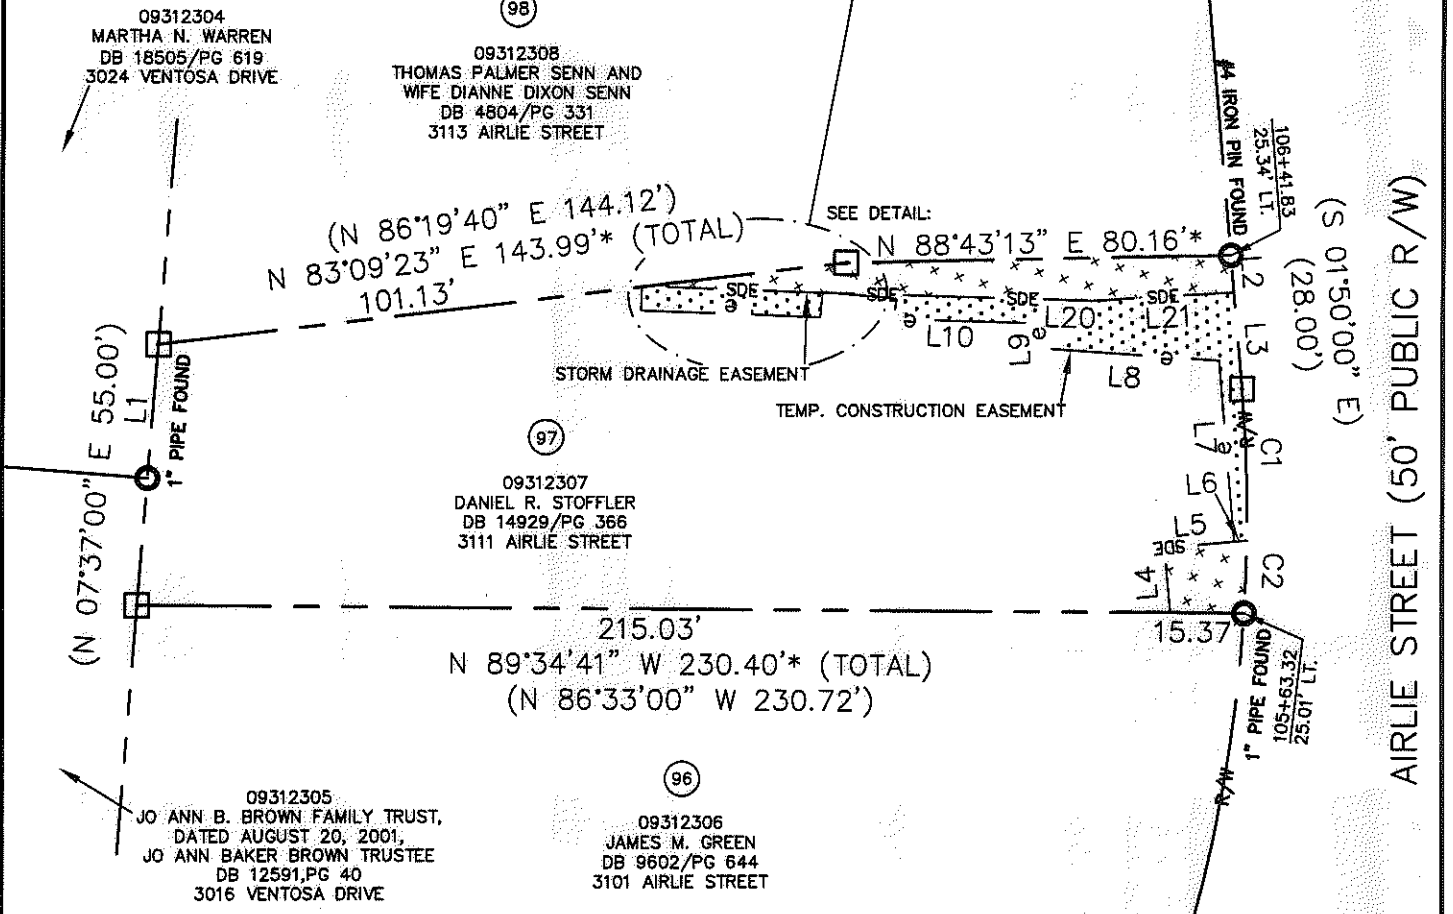 09312304
MARTHA N. WARREN
DB 18505/PG 619
3024 VENTOSA DRIVE
98
09312308
THOMAS PALMER SENN AND
WIFE DIANNE DIXON SENN
DB 4804/PG 331
3113 AIRLIE STREET
#4 IRON PIN FOUND
106+41.83
25.34' LT.
(N 86°19'40" E 144.12')
N 83°09'23" E 143.99'* (TOTAL)
101.13'
SEE DETAIL:
N 88°43'13" E 80.16'*
SDE
SDE
SDE
SDE
e
e
e
e
L10
L9
L20
L21
L8
L2
L3
(S 01°50'00" E)
(28.00')
AIRLIE STREET (50' PUBLIC R/W)
STORM DRAINAGE EASEMENT
TEMP. CONSTRUCTION EASEMENT
(N 07°37'00" E 55.00')
L1
1" PIPE FOUND
97
09312307
DANIEL R. STOFFLER
DB 14929/PG 366
3111 AIRLIE STREET
R/W
L7
e
C1
L6
L5
SDE
L4
C2
15.37
215.03'
N 89°34'41" W 230.40'* (TOTAL)
(N 86°33'00" W 230.72')
1" PIPE FOUND
105+63.32
25.01' LT.
R/W
96
09312306
JAMES M. GREEN
DB 9602/PG 644
3101 AIRLIE STREET
09312305
JO ANN B. BROWN FAMILY TRUST,
DATED AUGUST 20, 2001,
JO ANN BAKER BROWN TRUSTEE
DB 12591,PG 40
3016 VENTOSA DRIVE